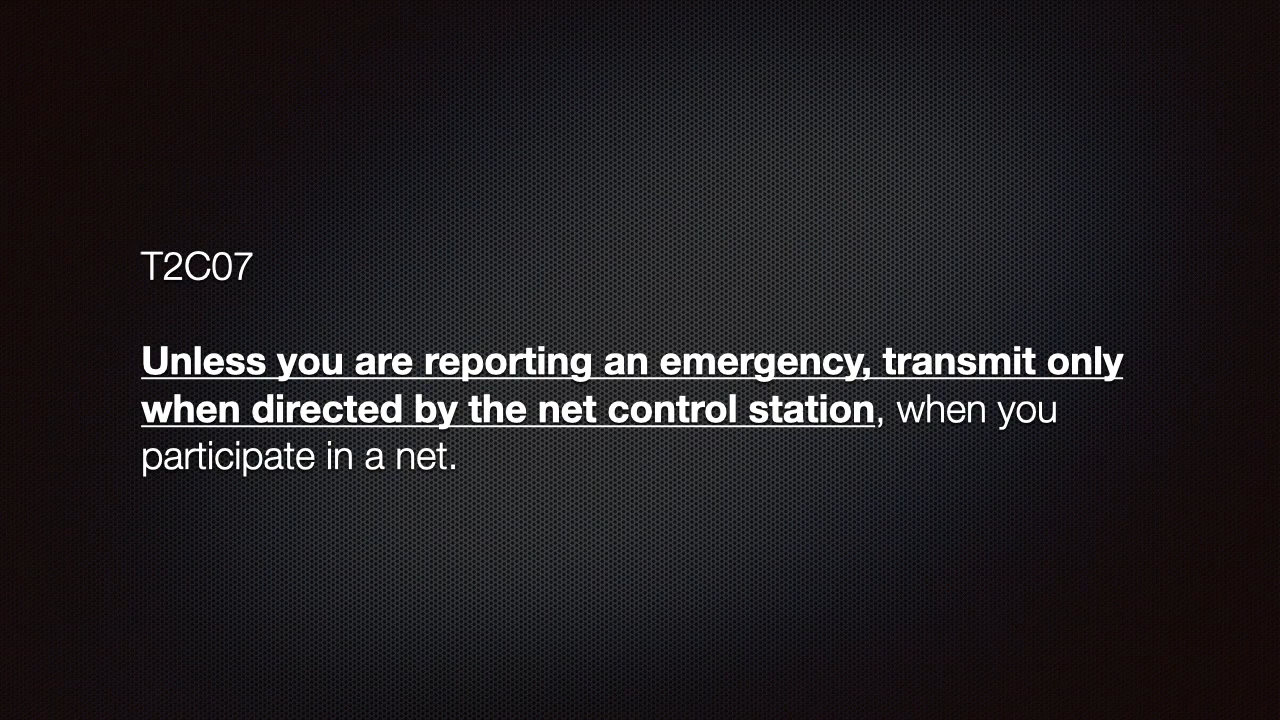 T2C07
Unless you are reporting an emergency, transmit only
when directed by the net control station, when you
participate in a net.